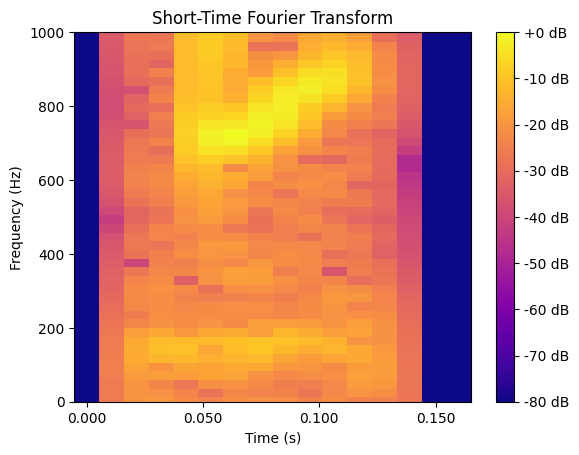 Short-Time Fourier Transform
1000
800
600
400
200
0
Frequency (Hz)
0.000
0.050
0.100
0.150
Time (s)
+0 dB
-10 dB
-20 dB
-30 dB
-40 dB
-50 dB
-60 dB
-70 dB
-80 dB